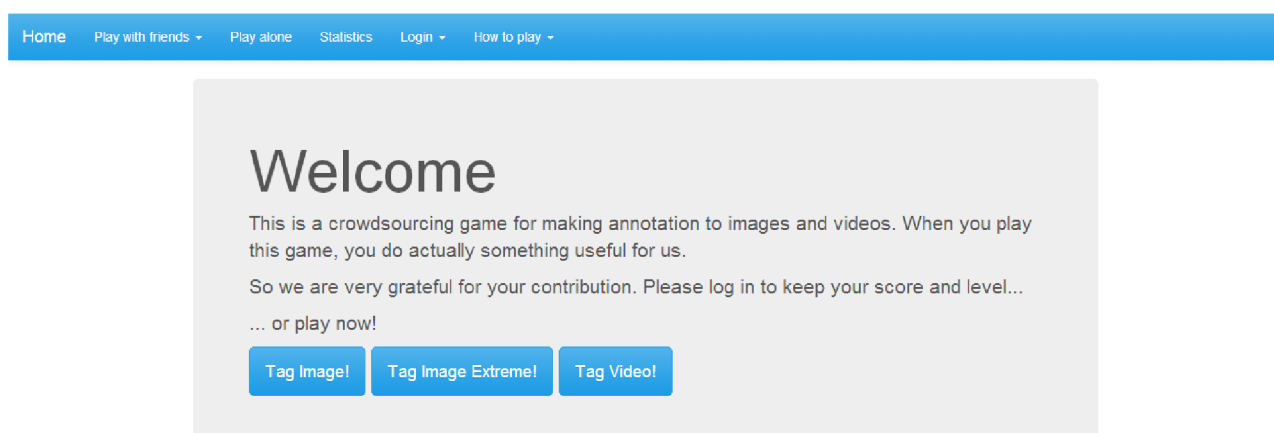 Home Play with friends Play alone Statistics Login How to play
Welcome
This is a crowdsourcing game for making annotation to images and videos. When you play
this game, you do actually something useful for us.
So we are very grateful for your contribution. Please log in to keep your score and level...
... or play now!
Tag Image! Tag Image Extreme! Tag Video!